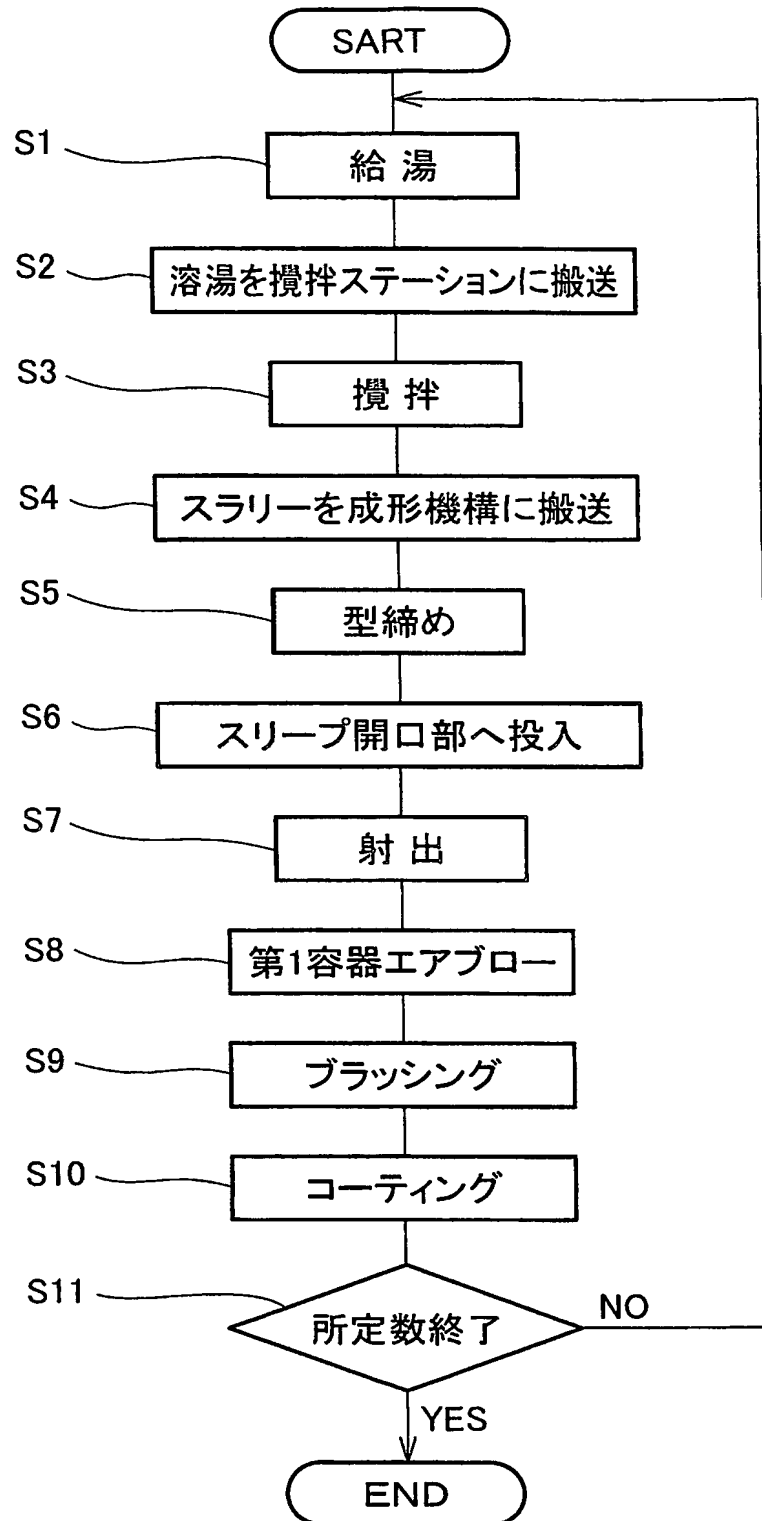 SART
S1
給湯
S2
溶湯を攪拌ステーションに搬送
S3
攪拌
S4
スラリーを成形機構に搬送
S5
型締め
S6
スリープ開口部へ投入
S7
射出
S8
第1容器エアブロー
S9
ブラッシング
S10
コーティング
S11
所定数終了
NO
YES
END